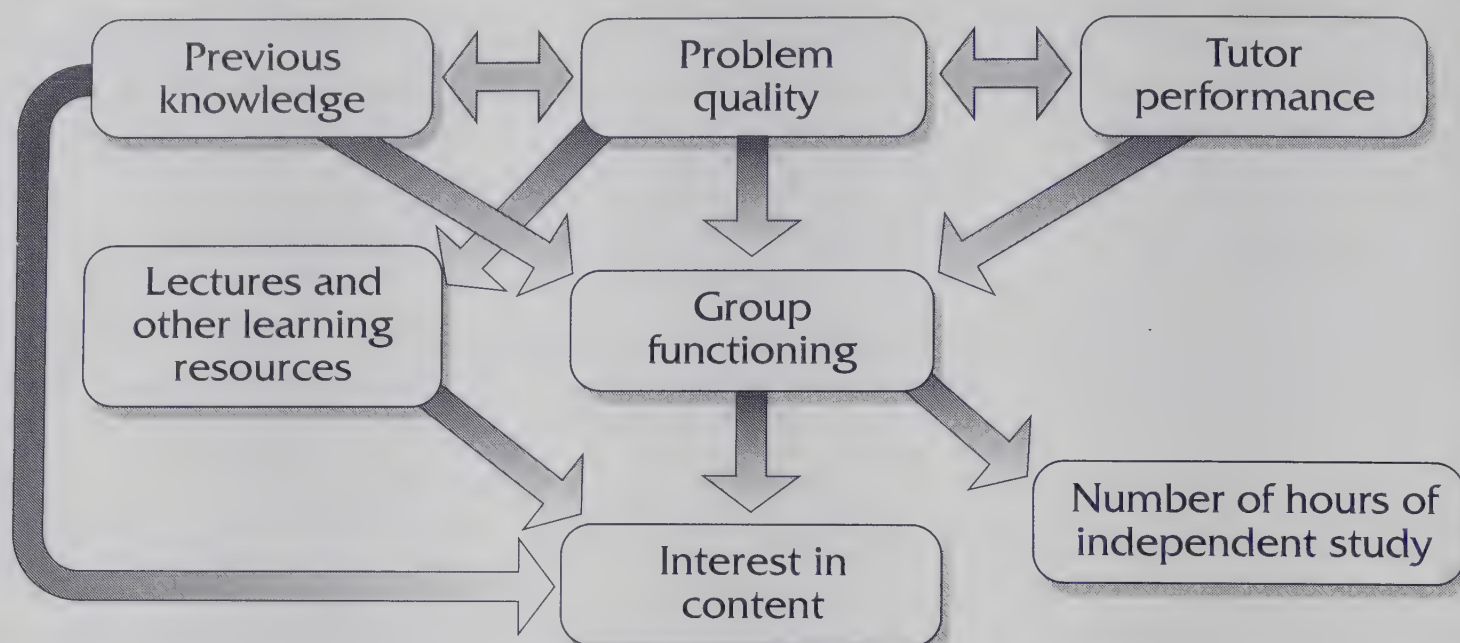 Previous
knowledge
Problem
quality
Tutor
performance
Lectures and
other learning
resources
Group
functioning
Number of hours of
independent study
Interest in
content